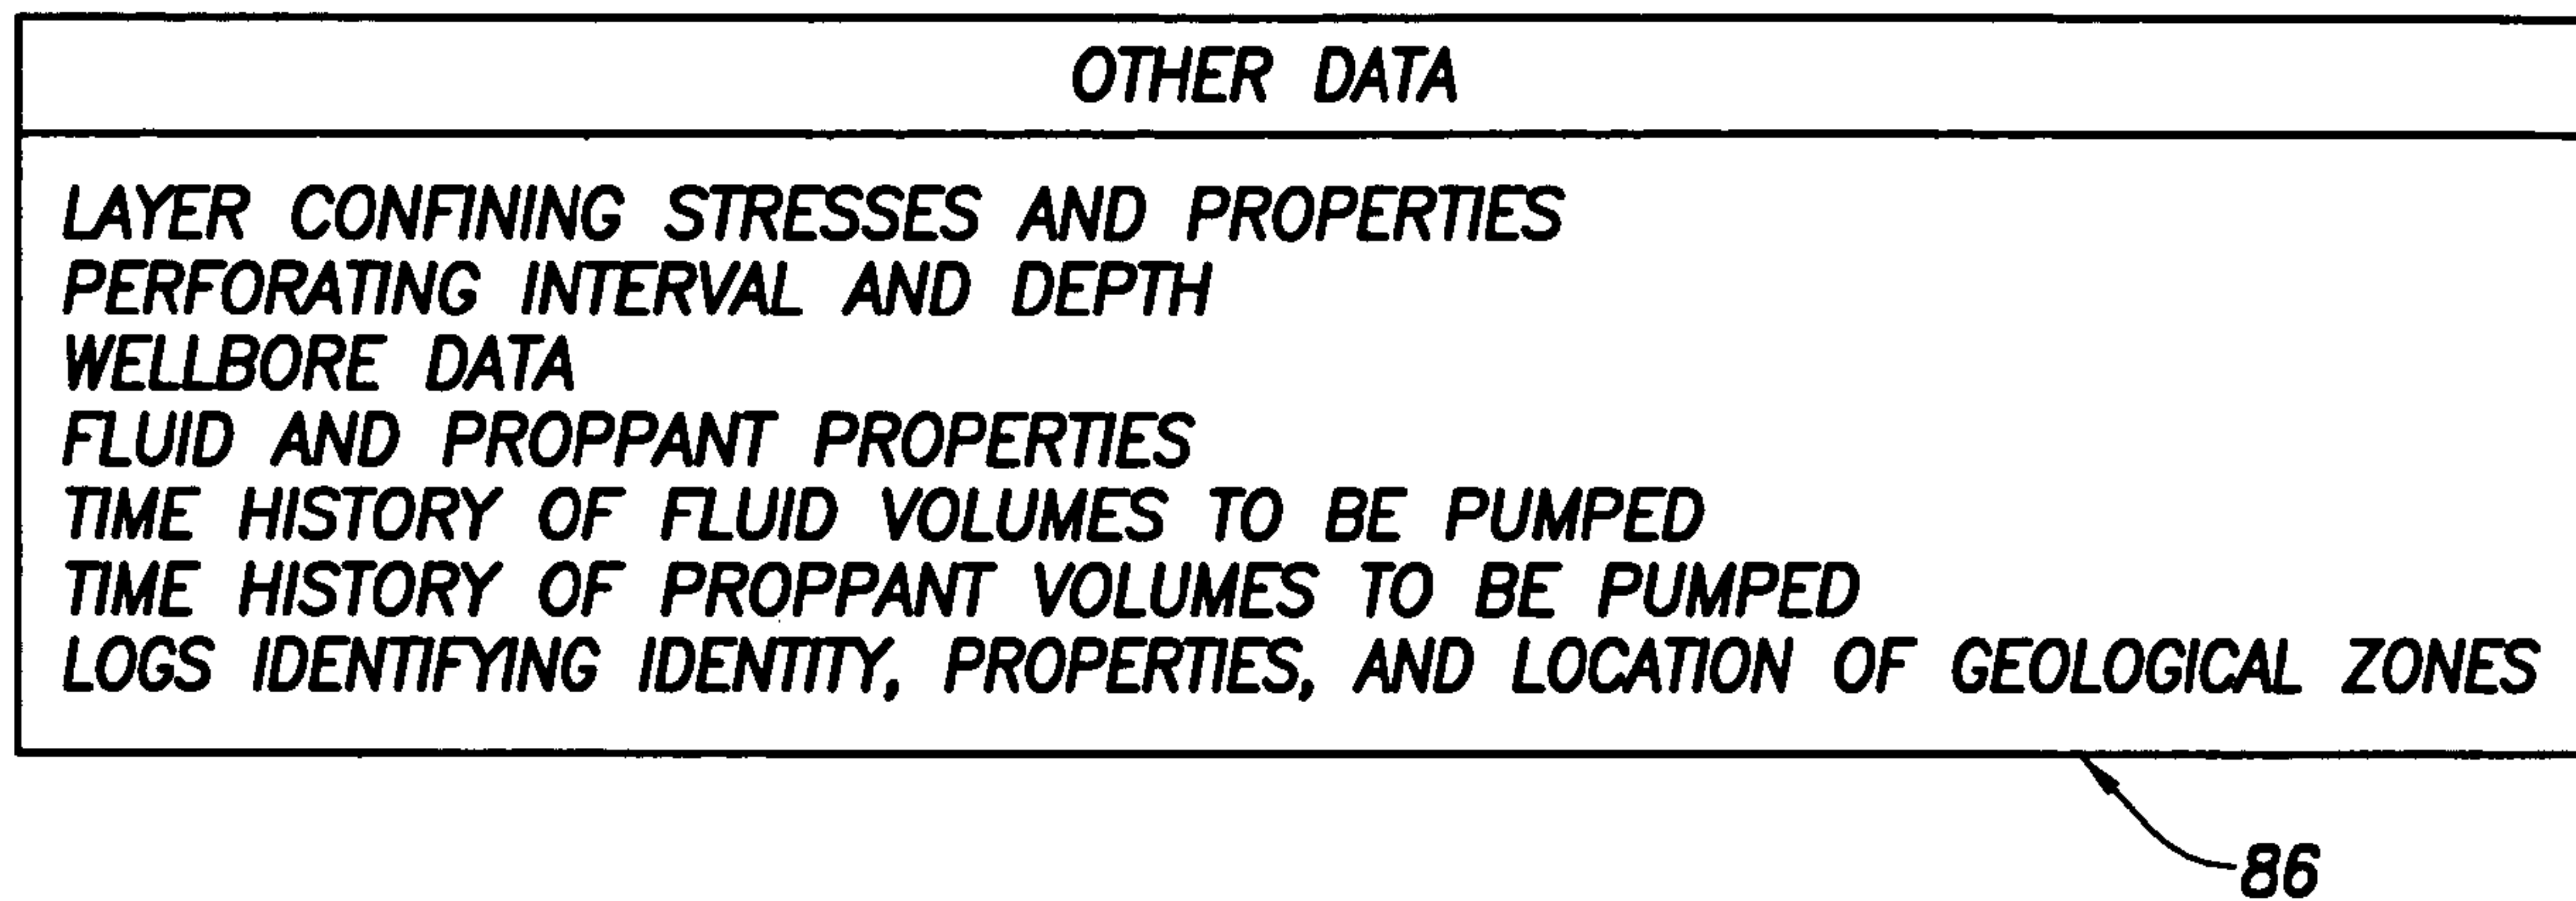 OTHER DATA
LAYER CONFINING STRESSES AND PROPERTIES
PERFORATING INTERVAL AND DEPTH
WELLBORE DATA
FLUID AND PROPPANT PROPERTIES
TIME HISTORY OF FLUID VOLUMES TO BE PUMPED
TIME HISTORY OF PROPPANT VOLUMES TO BE PUMPED
LOGS IDENTIFYING IDENTITY, PROPERTIES, AND LOCATION OF GEOLOGICAL ZONES
86